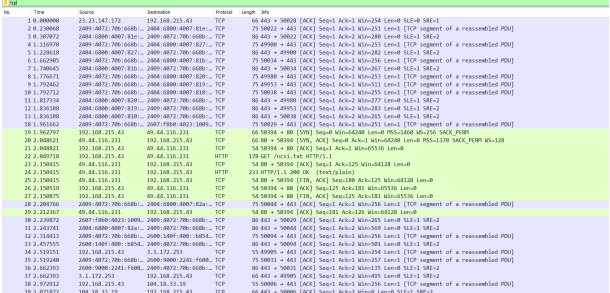 tcp
No. Time Source Destination Protocol Length Info
1 0.000000 23.23.147.172 192.168.215.43 TCP 66 443 → 50028 [ACK] Seq=1 Ack=1 Win=254 Len=0 SLE=0 SRE=1
2 0.230068 2409:4072:70b:668b:… 2404:6800:4007:81e:… TCP 75 50022 → 443 [ACK] Seq=1 Ack=1 Win=251 Len=1 [TCP segment of a reassembled PDU]
3 0.307072 2404:6800:4007:81e:… 2409:4072:70b:668b:… TCP 86 443 → 50022 [ACK] Seq=1 Ack=2 Win=280 Len=0 SLE=1 SRE=2
4 1.116970 2409:4072:70b:668b:… 2404:6800:4007:827:… TCP 75 49900 → 443 [ACK] Seq=1 Ack=1 Win=253 Len=1 [TCP segment of a reassembled PDU]
5 1.228618 2404:6800:4007:827:… 2409:4072:70b:668b:… TCP 86 443 → 49900 [ACK] Seq=1 Ack=2 Win=282 Len=0 SLE=1 SRE=2
6 1.662905 2409:4072:70b:668b:… 2404:6800:4007:81b:… TCP 75 50034 → 443 [ACK] Seq=1 Ack=1 Win=256 Len=1 [TCP segment of a reassembled PDU]
7 1.740645 2404:6800:4007:81b:… 2409:4072:70b:668b:… TCP 86 443 → 50034 [ACK] Seq=1 Ack=2 Win=267 Len=0 SLE=1 SRE=2
8 1.776671 2409:4072:70b:668b:… 2404:6800:4007:820:… TCP 75 49980 → 443 [ACK] Seq=1 Ack=1 Win=251 Len=1 [TCP segment of a reassembled PDU]
9 1.792462 2409:4072:70b:668b:… 2404:6800:4007:819:… TCP 75 49953 → 443 [ACK] Seq=1 Ack=1 Win=251 Len=1 [TCP segment of a reassembled PDU]
10 1.792712 2409:4072:70b:668b:… 2404:6800:4007:810:… TCP 75 50038 → 443 [ACK] Seq=1 Ack=1 Win=255 Len=1 [TCP segment of a reassembled PDU]
11 1.817334 2404:6800:4007:820:… 2409:4072:70b:668b:… TCP 86 443 → 49980 [ACK] Seq=1 Ack=2 Win=277 Len=0 SLE=1 SRE=2
12 1.836108 2404:6800:4007:819:… 2409:4072:70b:668b:… TCP 86 443 → 49953 [ACK] Seq=1 Ack=2 Win=283 Len=0 SLE=1 SRE=2
13 1.836108 2404:6800:4007:810:… 2409:4072:70b:668b:… TCP 86 443 → 50038 [ACK] Seq=1 Ack=2 Win=265 Len=0 SLE=1 SRE=2
18 1.961662 2409:4072:70b:668b:… 2607:f8b0:4023:1009… TCP 75 50029 → 443 [ACK] Seq=1 Ack=1 Win=251 Len=1 [TCP segment of a reassembled PDU]
19 1.962797 192.168.215.43 49.44.116.231 TCP 66 50394 → 80 [SYN] Seq=0 Win=64240 Len=0 MSS=1460 WS=256 SACK_PERM
20 2.048621 49.44.116.231 192.168.215.43 TCP 66 80 → 50394 [SYN, ACK] Seq=0 Ack=1 Win=64240 Len=0 MSS=1370 SACK_PERM WS=128
21 2.048821 192.168.215.43 49.44.116.231 TCP 54 50394 → 80 [ACK] Seq=1 Ack=1 Win=65536 Len=0
22 2.049718 192.168.215.43 49.44.116.231 HTTP 178 GET /ncsi.txt HTTP/1.1
23 2.150415 49.44.116.231 192.168.215.43 TCP 54 80 → 50394 [ACK] Seq=1 Ack=125 Win=64128 Len=0
24 2.150415 49.44.116.231 192.168.215.43 HTTP 233 HTTP/1.1 200 OK (text/plain)
25 2.150415 49.44.116.231 192.168.215.43 TCP 54 80 → 50394 [FIN, ACK] Seq=180 Ack=125 Win=64128 Len=0
26 2.150519 192.168.215.43 49.44.116.231 TCP 54 50394 → 80 [ACK] Seq=125 Ack=181 Win=65536 Len=0
27 2.150875 192.168.215.43 49.44.116.231 TCP 54 50394 → 80 [FIN, ACK] Seq=125 Ack=181 Win=65536 Len=0
28 2.204766 2409:4072:70b:668b:… 2404:6800:4007:82a:… TCP 75 50044 → 443 [ACK] Seq=1 Ack=1 Win=256 Len=1 [TCP segment of a reassembled PDU]
29 2.212367 49.44.116.231 192.168.215.43 TCP 54 80 → 50394 [ACK] Seq=181 Ack=126 Win=64128 Len=0
30 2.239872 2607:f8b0:4023:1009… 2409:4072:70b:668b:… TCP 86 443 → 50029 [ACK] Seq=1 Ack=2 Win=265 Len=0 SLE=1 SRE=2
31 2.243741 2404:6800:4007:82a:… 2409:4072:70b:668b:… TCP 86 443 → 50044 [ACK] Seq=1 Ack=2 Win=569 Len=0 SLE=1 SRE=2
32 2.314413 2409:4072:70b:668b:… 2600:140f:400::b854… TCP 75 50094 → 443 [ACK] Seq=1 Ack=1 Win=256 Len=1 [TCP segment of a reassembled PDU]
33 2.457555 2600:140f:400::b854… 2409:4072:70b:668b:… TCP 86 443 → 50094 [ACK] Seq=1 Ack=2 Win=501 Len=0 SLE=1 SRE=2
34 2.519151 192.168.215.43 3.1.172.253 TCP 55 49905 → 443 [ACK] Seq=1 Ack=1 Win=254 Len=1 [TCP segment of a reassembled PDU]
35 2.519240 2409:4072:70b:668b:… 2600:9000:2241:f600… TCP 75 50031 → 443 [ACK] Seq=1 Ack=1 Win=257 Len=1 [TCP segment of a reassembled PDU]
36 2.662393 2600:9000:2241:f600… 2409:4072:70b:668b:… TCP 86 443 → 50031 [ACK] Seq=1 Ack=2 Win=135 Len=0 SLE=1 SRE=2
37 2.662393 3.1.172.253 192.168.215.43 TCP 66 443 → 49905 [ACK] Seq=1 Ack=2 Win=495 Len=0 SLE=1 SRE=2
38 2.972912 192.168.215.43 104.18.33.19 TCP 55 50006 → 443 [ACK] Seq=1 Ack=1 Win=256 Len=1 [TCP segment of a reassembled PDU]